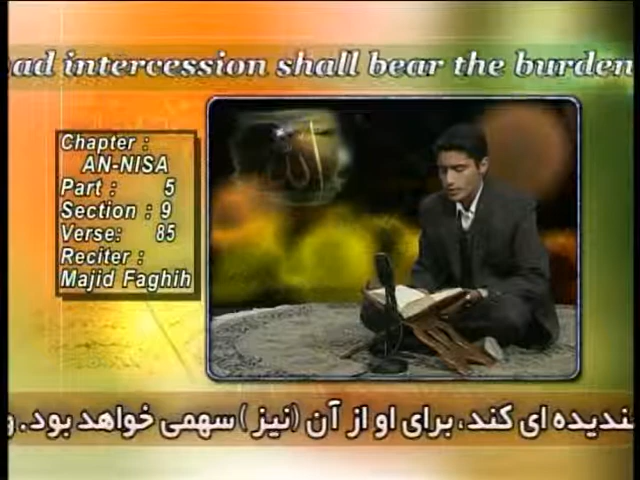 ad intercession shall bear the burden
Chapter :
AN-NISA
Part : 5
Section : 9
Verse: 85
Reciter :
Majid Faghih
ندیده ای کند، برای او از آن (نیز) سهمی خواهد بود. و